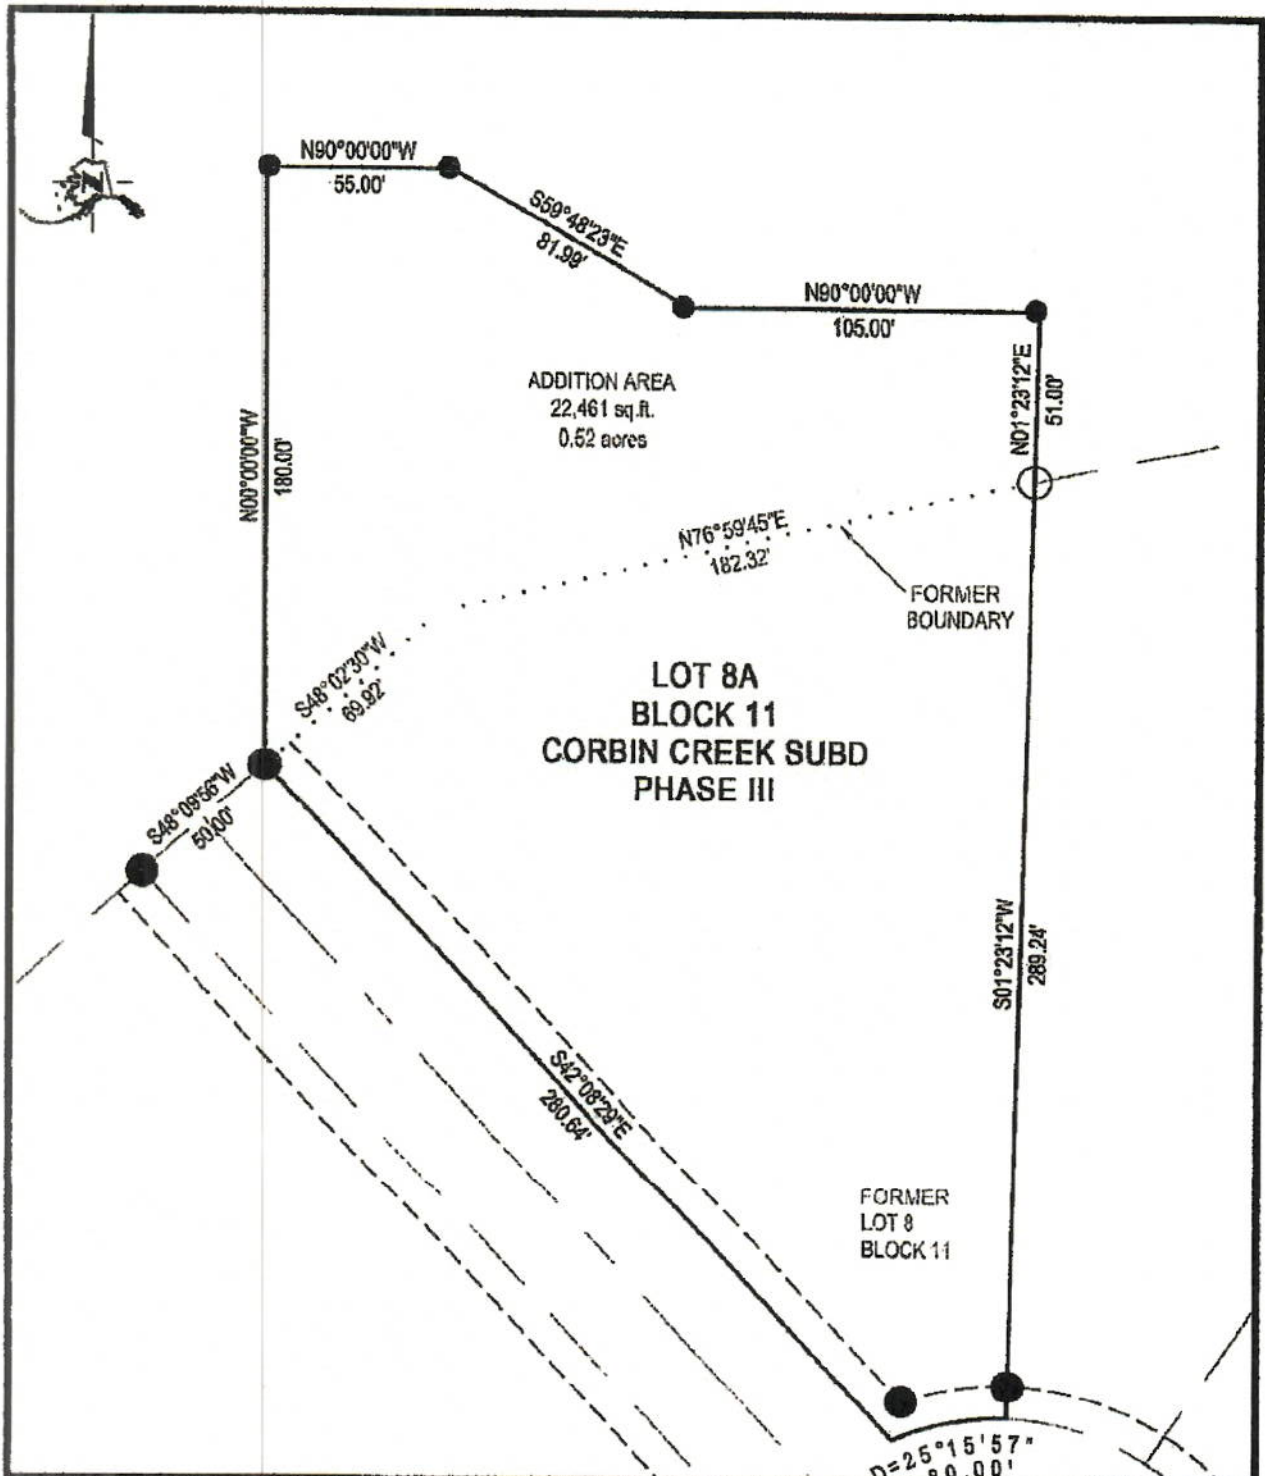 N
N90°00'00"W
55.00'
S59°48'23"E
81.99'
N90°00'00"W
105.00'
N01°23'12"E
51.00'
ADDITION AREA
22,461 sq.ft.
0.52 acres
N00°00'00"W
180.00'
N76°59'45"E
182.32'
FORMER
BOUNDARY
S48°02'30"W
69.92'
LOT 8A
BLOCK 11
CORBIN CREEK SUBD
PHASE III
S48°09'56"W
50.00'
S01°23'12"W
289.24'
S42°08'29"E
280.64'
FORMER
LOT 8
BLOCK 11
D=25°15'57"